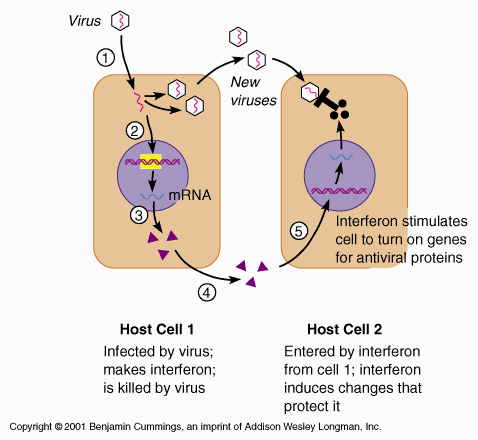 Virus
1
New
viruses
2
mRNA
3
4
5
Interferon stimulates
cell to turn on genes
for antiviral proteins
Host Cell 1
Infected by virus;
makes interferon;
is killed by virus
Host Cell 2
Entered by interferon
from cell 1; interferon
induces changes that
protect it
Copyright © 2001 Benjamin Cummings, an imprint of Addison Wesley Longman, Inc.